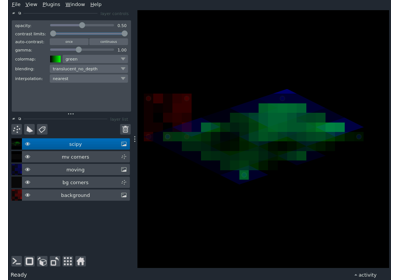 File View Plugins Window Help
layer controls
opacity: 0.50
contrast limits:
auto-contrast: once continuous
gamma: 1.00
colormap: green
blending: translucent_no_depth
interpolation: nearest
layer list
scipy
mv corners
moving
bg corners
background
Ready
activity